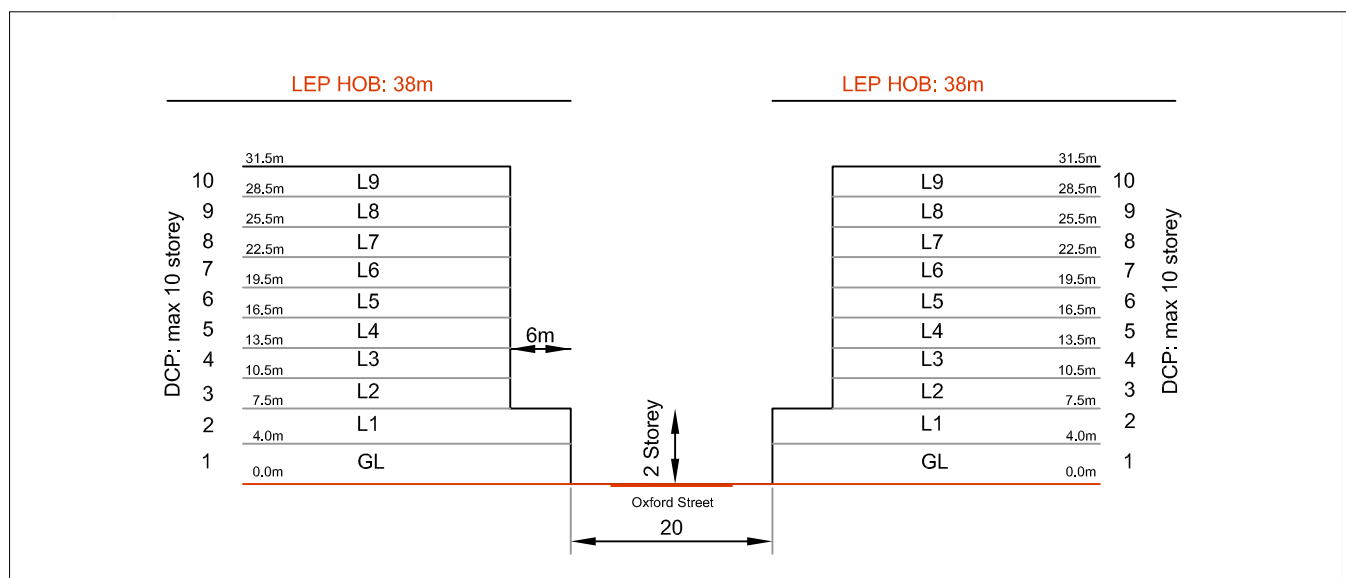 LEP HOB: 38m
LEP HOB: 38m
31.5m
31.5m
10
L9
L9
10
28.5m
28.5m
9
L8
L8
9
25.5m
25.5m
8
L7
L7
8
22.5m
22.5m
7
L6
L6
7
19.5m
19.5m
6
L5
L5
6
16.5m
16.5m
5
L4
L4
5
13.5m
6m
13.5m
4
L3
L3
4
10.5m
10.5m
3
L2
L2
3
7.5m
7.5m
2
L1
L1
2
4.0m
4.0m
1
GL
GL
1
0.0m
0.0m
DCP: max 10 storey
2 Storey
DCP: max 10 storey
Oxford Street
20